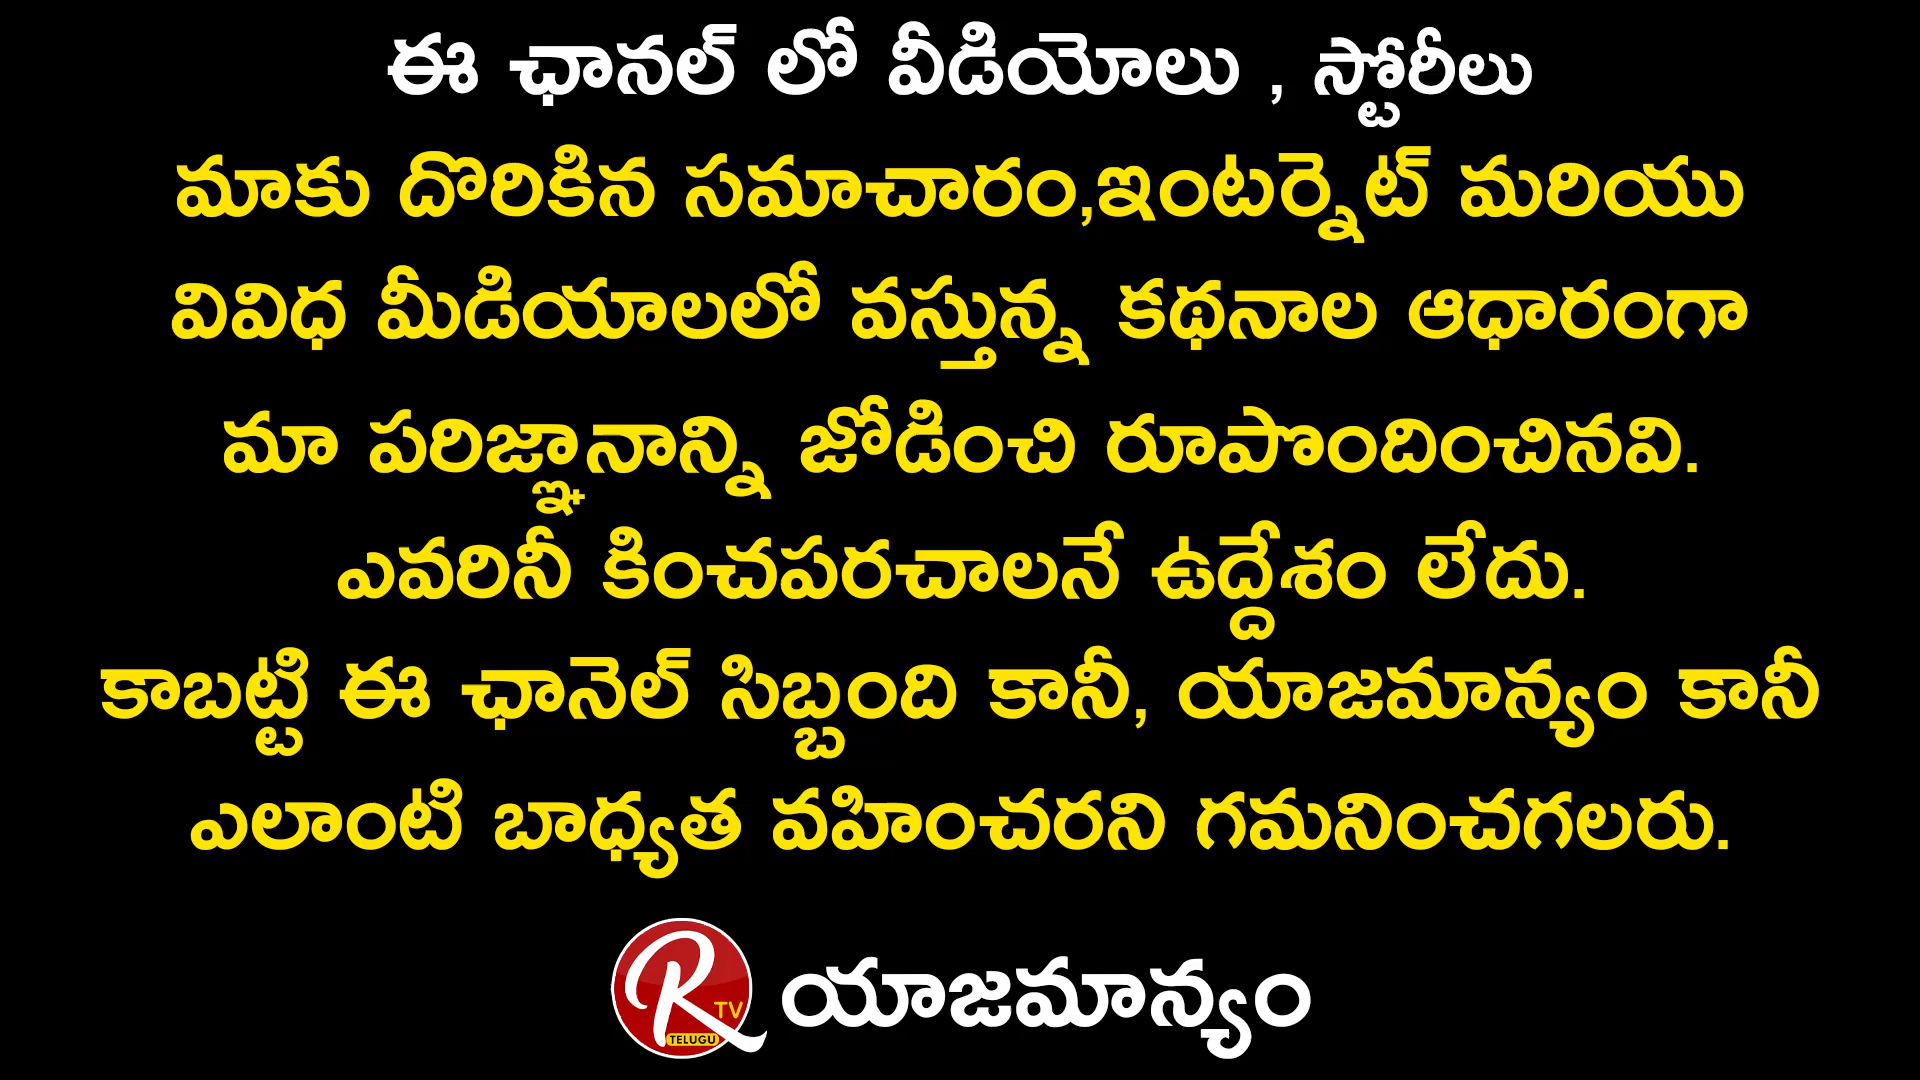 ఈ ఛానల్ లో వీడియోలు , స్టోరీలు
మాకు దొరికిన సమాచారం,ఇంటర్నెట్ మరియు
వివిధ మీడియాలలో వస్తున్న కథనాల ఆధారంగా
మా పరిజ్ఞానాన్ని జోడించి రూపొందించినవి.
ఎవరినీ కించపరచాలనే ఉద్దేశం లేదు.
కాబట్టి ఈ ఛానెల్ సిబ్బంది కానీ, యాజమాన్యం కానీ
ఎలాంటి బాధ్యత వహించరని గమనించగలరు.
R TV TELUGU యాజమాన్యం